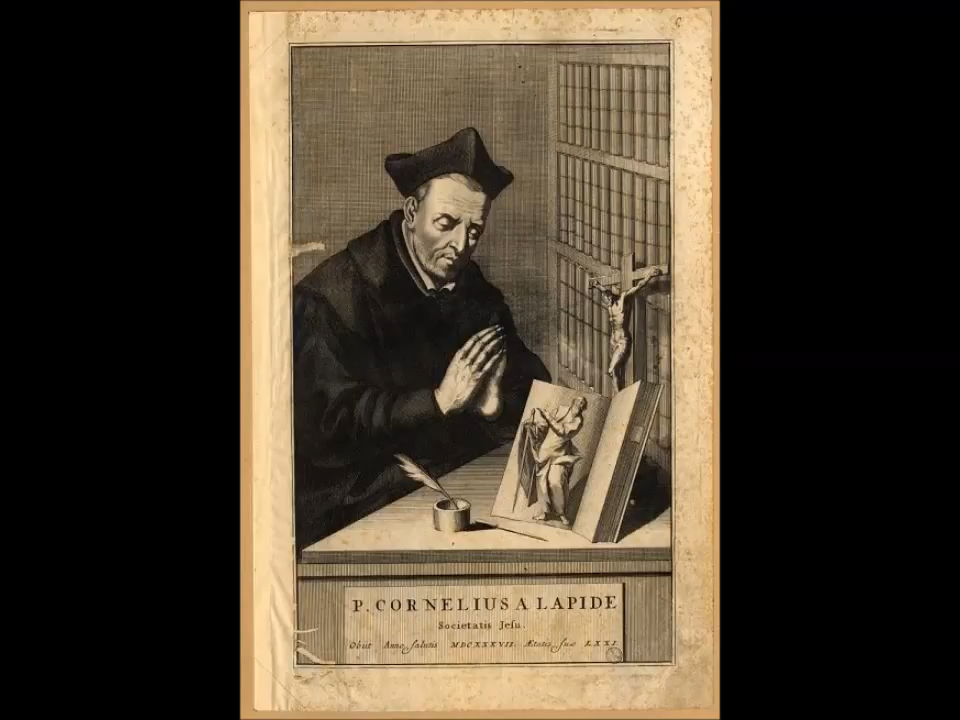 P. CORNELIUS A LAPIDE
Societatis Jesu.
Obiit Anno salutis MDCXXXVII. Ætatis suæ LXXI.